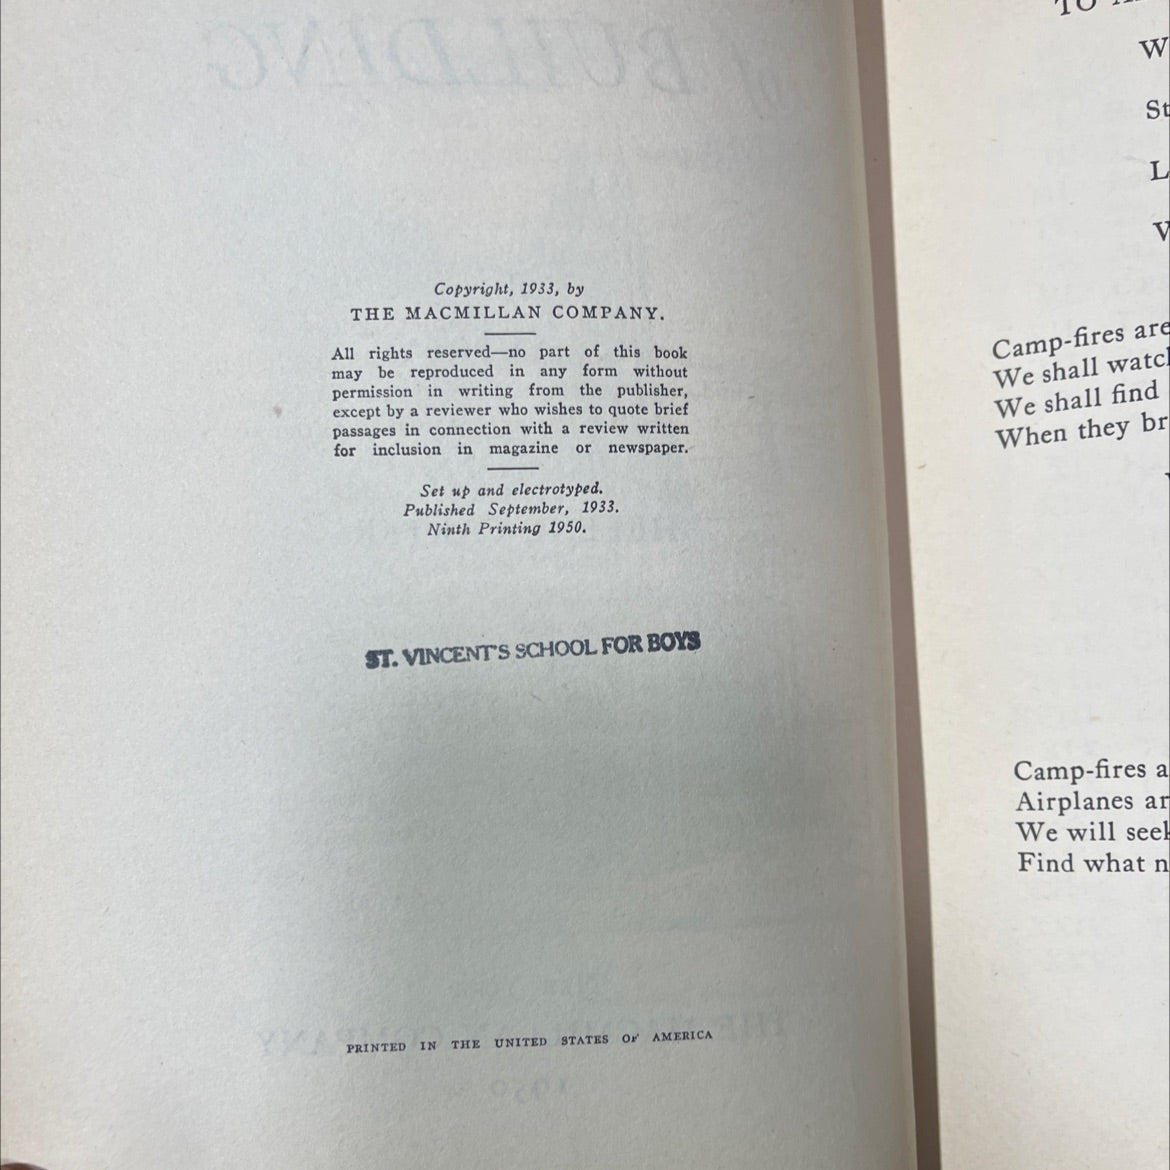 Copyright, 1933, by
THE MACMILLAN COMPANY.
All rights reserved—no part of this book
may be reproduced in any form without
permission in writing from the publisher,
except by a reviewer who wishes to quote brief
passages in connection with a review written
for inclusion in magazine or newspaper.
Set up and electrotyped.
Published September, 1933.
Ninth Printing 1950.
ST. VINCENT'S SCHOOL FOR BOYS
PRINTED IN THE UNITED STATES OF AMERICA
TO
W
St
L
V
Camp-fires are
We shall watch
We shall find
When they br
Camp-fires a
Airplanes ar
We will seek
Find what n